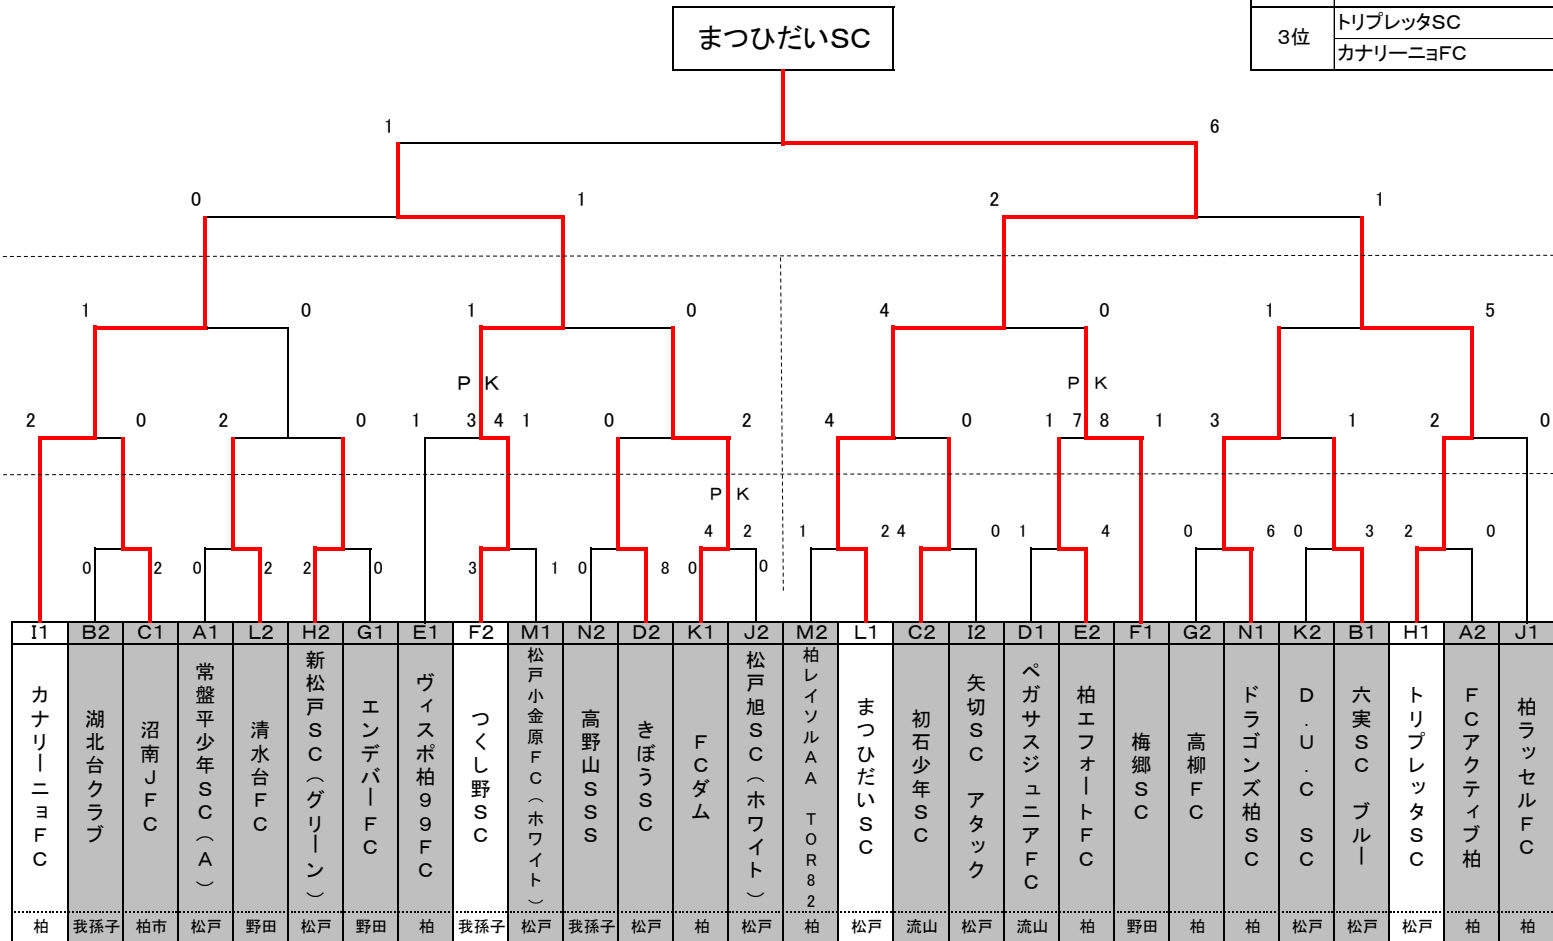 まつひだいSC
3位
トリプレッタSC
カナリーニョFC
1 6
0 1 2 1
1 0 1 0 4 0 1 5
P K P K
2 0 2 0 1 3 4 1 0 2 4 0 1 7 8 1 3 1 2 0
P K
4 2 1 2 4 0 1 4 0 6 0 3 2 0
0 2 0 2 2 0 3 1 0 8 0 0
I1 B2 C1 A1 L2 H2 G1 E1 F2 M1 N2 D2 K1 J2 M2 L1 C2 I2 D1 E2 F1 G2 N1 K2 B1 H1 A2 J1
カナリーニョFC
湖北台クラブ
沼南JFC
常盤平少年SC(A)
清水台FC
新松戸SC(グリーン)
エンデバーFC
ヴィスポ柏99FC
つくし野SC
松戸小金原FC(ホワイト)
高野山SSS
きぼうSC
FCダム
松戸旭SC(ホワイト)
柏レイソルAA TOR82
まつひだいSC
初石少年SC
矢切SC アタック
ペガサスジュニアFC
柏エフォートFC
梅郷SC
高柳FC
ドラゴンズ柏SC
D.U.C SC
六実SC ブルー
トリプレッタSC
FCアクティブ柏
柏ラッセルFC
柏 我孫子 柏市 松戸 野田 松戸 野田 柏 我孫子 松戸 我孫子 松戸 柏 松戸 柏 松戸 流山 松戸 流山 柏 野田 柏 柏 松戸 松戸 松戸 柏 柏